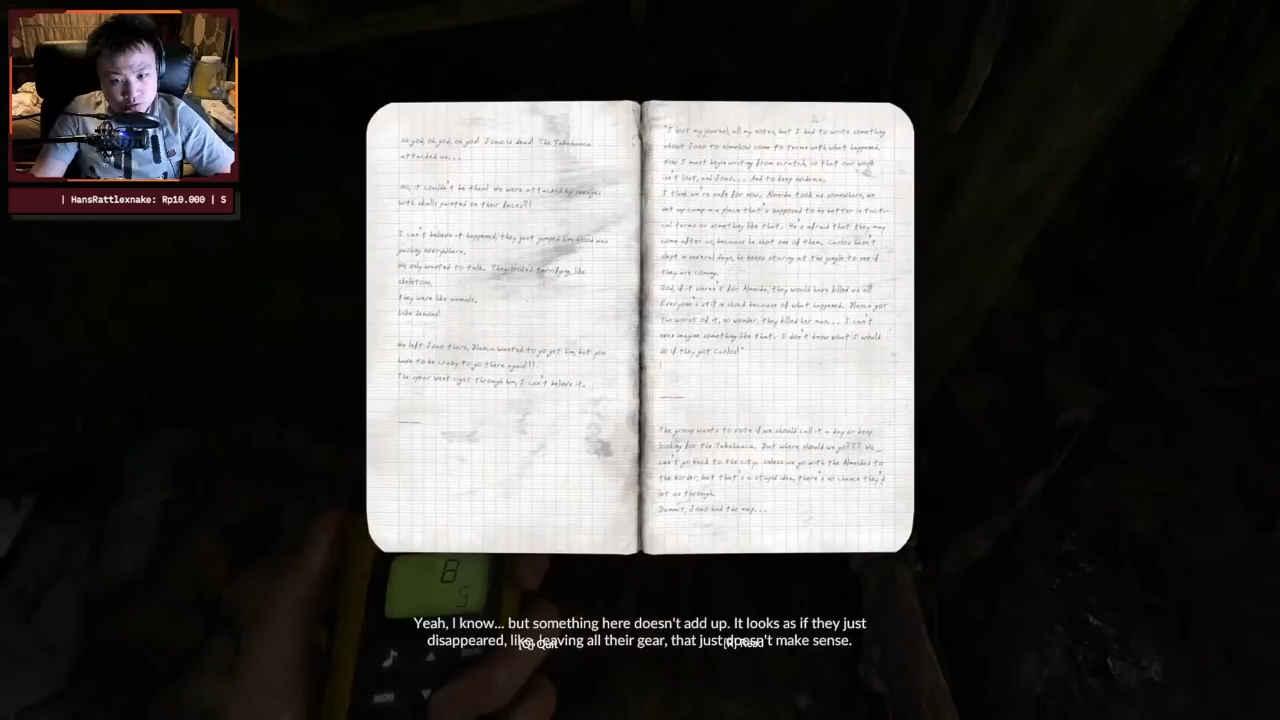 | HansRattlexnake: Rp10.000 | S
Oh god, oh god, oh god! Joao is dead! The Yabahuaca
attacked us...
No, it couldn't be them! We were attacked by savages
with skulls painted on their faces?!
I can't believe it happened, they just jumped him, blood was
gushing everywhere.
We only wanted to talk. They looked terrifying, like
skeletons.
they were like animals.
Like demons!
We left Joao there, Blanca wanted to go get him, but you
have to be crazy to go there again!!!
The spear went right through him, I can't believe it.
"I lost my journal, all my notes, but I had to write something
about Joao to somehow come to terms with what happened.
Now I must begin writing from scratch, so that our work
isn't lost, and Joao... And to keep evidence.
I think we're safe for now. Almeida took us somewhere, we
set up camp in a place that's supposed to be better in tacti-
cal terms or something like that. He's afraid that they may
come after us, because he shot one of them. Carlos hasn't
slept in several days, he keeps staring at the jungle to see if
they are coming.
God, if it weren't for Almeida, they would have killed us all!
Everyone's still in shock because of what happened. Blanca got
the worst of it, no wonder, they killed her man... I can't
even imagine something like that. I don't know what I would
do if they got Carlos!"
!
The group wants to vote if we should call it a day or keep
looking for the Yabahuaca. But where should we go??? We
can't go back to the city. Unless we go with the Almeidas to
the border, but that's a stupid idea, there's no chance they'd
let us through.
Dammit, Joao had the map...
8
5
MON
Yeah, I know... but something here doesn't add up. It looks as if they just
disappeared, like, leaving all their gear, that just doesn't make sense.
[Q] Quit
[R] Read